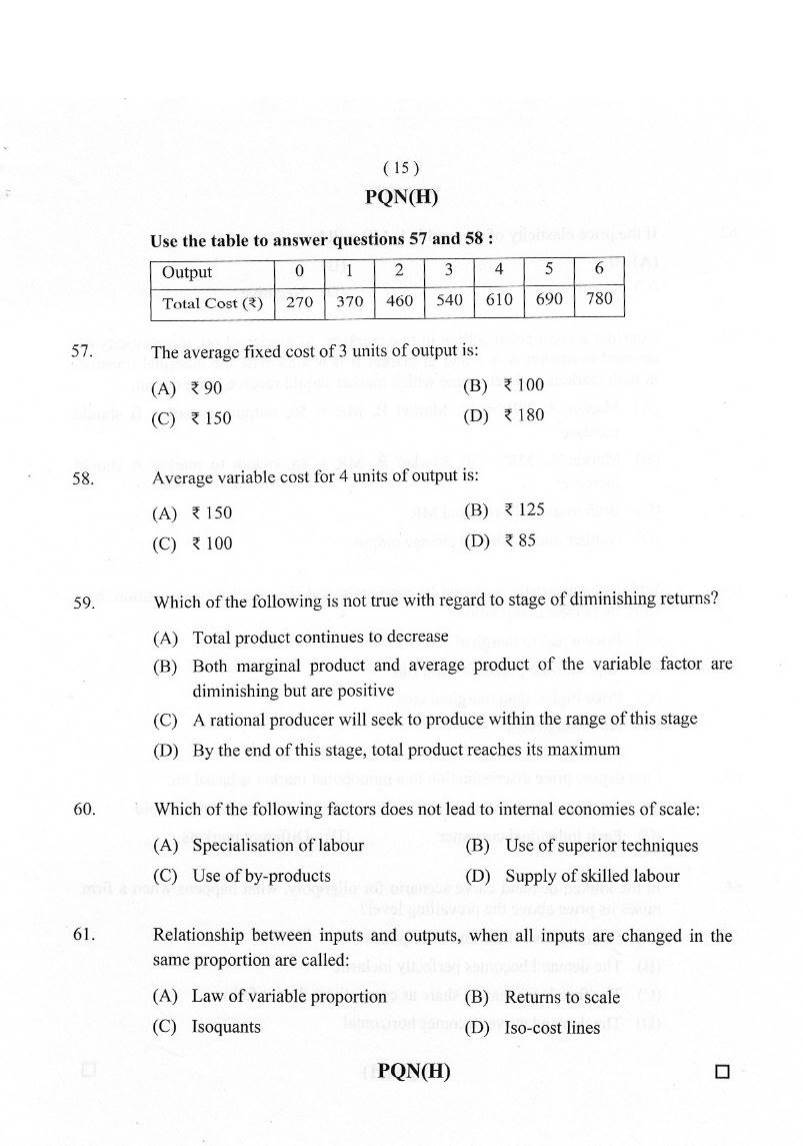 ( 15 )
PQN(H)
Use the table to answer questions 57 and 58 :
Output 0 1 2 3 4 5 6
Total Cost (₹) 270 370 460 540 610 690 780
57. The average fixed cost of 3 units of output is:
(A) ₹ 90 (B) ₹ 100
(C) ₹ 150 (D) ₹ 180
58. Average variable cost for 4 units of output is:
(A) ₹ 150 (B) ₹ 125
(C) ₹ 100 (D) ₹ 85
59. Which of the following is not true with regard to stage of diminishing returns?
(A) Total product continues to decrease
(B) Both marginal product and average product of the variable factor are
diminishing but are positive
(C) A rational producer will seek to produce within the range of this stage
(D) By the end of this stage, total product reaches its maximum
60. Which of the following factors does not lead to internal economies of scale:
(A) Specialisation of labour (B) Use of superior techniques
(C) Use of by-products (D) Supply of skilled labour
61. Relationship between inputs and outputs, when all inputs are changed in the
same proportion are called:
(A) Law of variable proportion (B) Returns to scale
(C) Isoquants (D) Iso-cost lines
PQN(H)